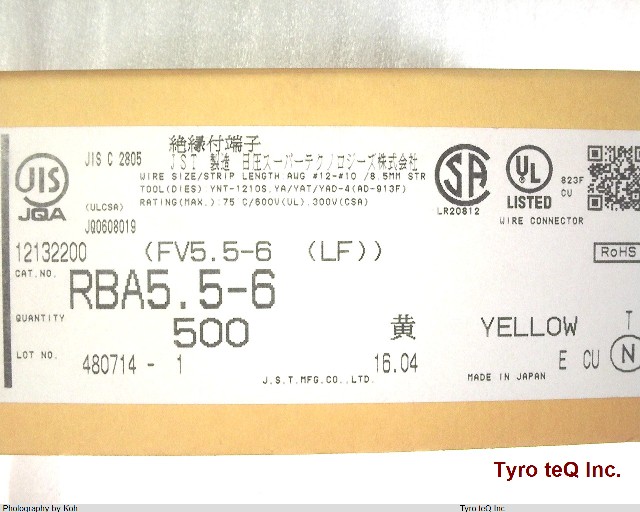 絶縁付端子
JIS C 2805
JST 製造 日圧スーパーテクノロジーズ株式会社
WIRE SIZE/STRIP LENGTH AWG #12-#10 /8.5MM STR
TOOL(DIES) YNT-1210S,YA/YAT/YAD-4(AD-913F)
RATING(MAX.):75 C/600V(UL).300V(CSA)
JIS
JQA
(ULCSA)
JQ0608019
SA
LR20812
UL
LISTED
823F
CU
WIRE CONNECTOR
12132200 (FV5.5-6 (LF))
RoHS
CAT.NO. RBA5.5-6
QUANTITY 500
黄 YELLOW T
LOT NO. 480714 - 1 16.04
E CU N
J.S.T.MFG.CO.,LTD.
MADE IN JAPAN
Tyro teQ Inc.
Photography by Koh
Tyro teQ Inc